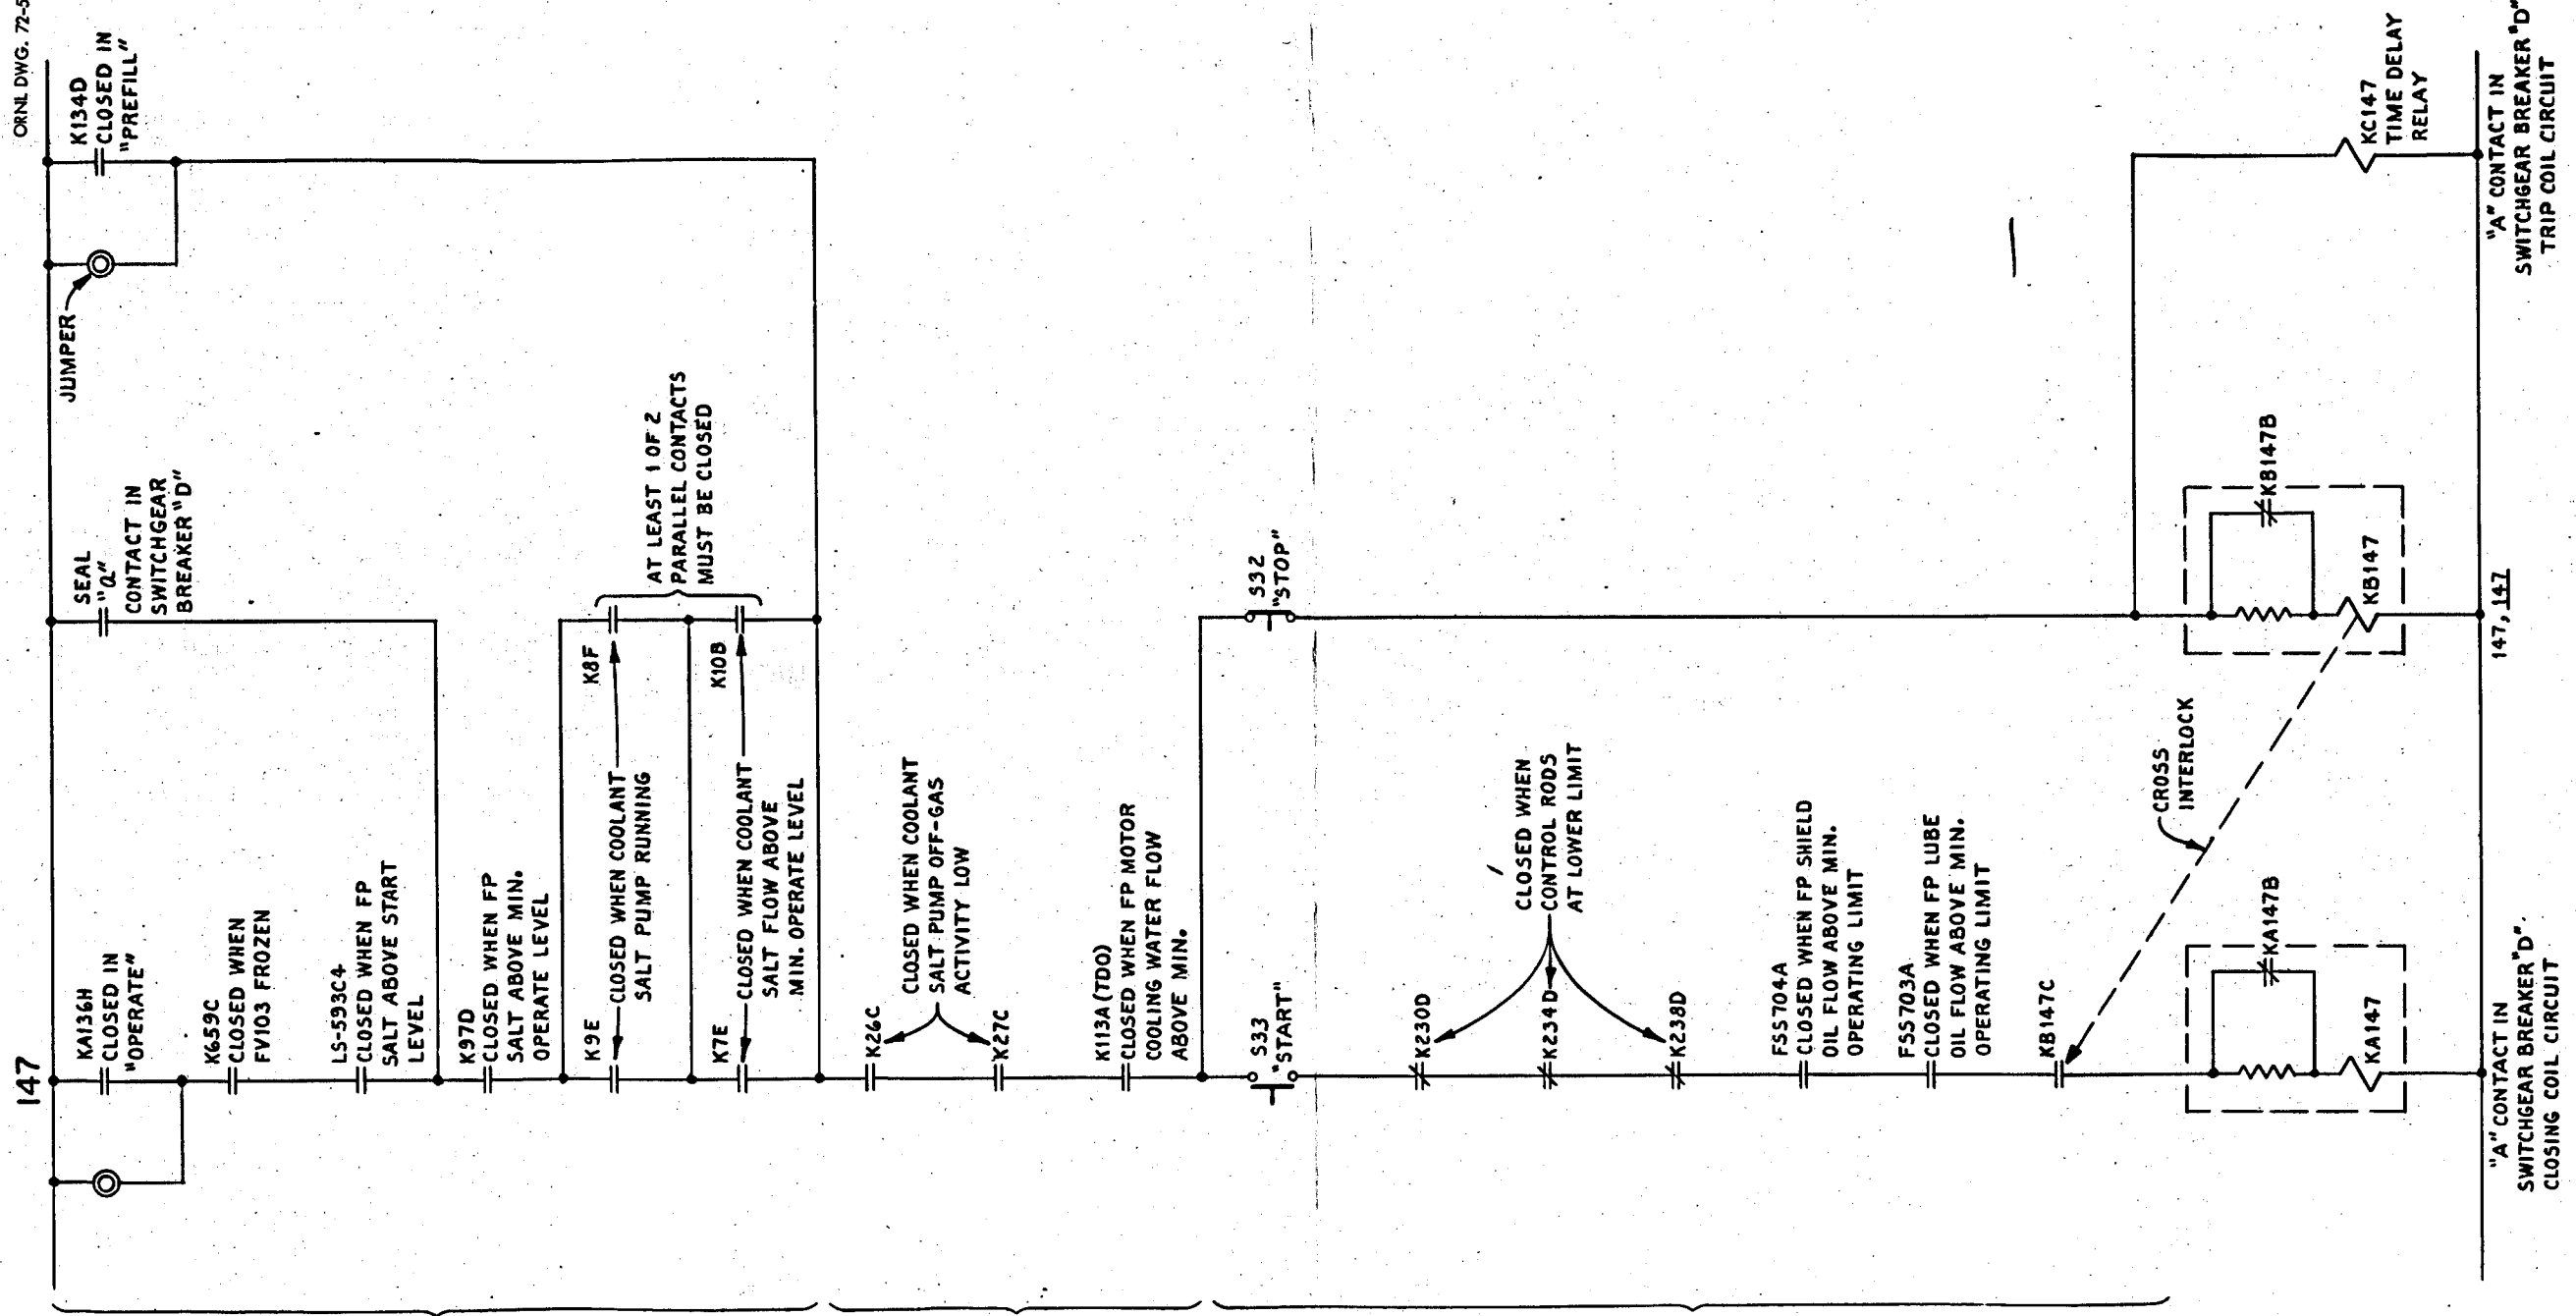 ORNL DWG. 72-5
147
KA136H
CLOSED IN
"OPERATE"
K659C
CLOSED WHEN
FV103 FROZEN
LS-593C4
CLOSED WHEN FP
SALT ABOVE START
LEVEL
K97D
CLOSED WHEN FP
SALT ABOVE MIN.
OPERATE LEVEL
K9E
CLOSED WHEN COOLANT
SALT PUMP RUNNING
K7E
CLOSED WHEN COOLANT
SALT FLOW ABOVE
MIN. OPERATE LEVEL
SEAL
"a"
CONTACT IN
SWITCHGEAR
BREAKER "D"
K8F
K10B
AT LEAST 1 OF 2
PARALLEL CONTACTS
MUST BE CLOSED
JUMPER
K134D
CLOSED IN
"PREFILL"
K26C
CLOSED WHEN COOLANT
SALT PUMP OFF-GAS
ACTIVITY LOW
K27C
K113A (TDO)
CLOSED WHEN FP MOTOR
COOLING WATER FLOW
ABOVE MIN.
S33
"START"
S32
"STOP"
K230D
K234D
K238D
CLOSED WHEN
CONTROL RODS
AT LOWER LIMIT
FSS704A
CLOSED WHEN FP SHIELD
OIL FLOW ABOVE MIN.
OPERATING LIMIT
FSS703A
CLOSED WHEN FP LUBE
OIL FLOW ABOVE MIN.
OPERATING LIMIT
KB147C
CROSS
INTERLOCK
KA147B
KA147
KB147B
KB147
KC147
TIME DELAY
RELAY
"A" CONTACT IN
SWITCHGEAR BREAKER "D".
CLOSING COIL CIRCUIT
147, 147
"A" CONTACT IN
SWITCHGEAR BREAKER "D"
TRIP COIL CIRCUIT